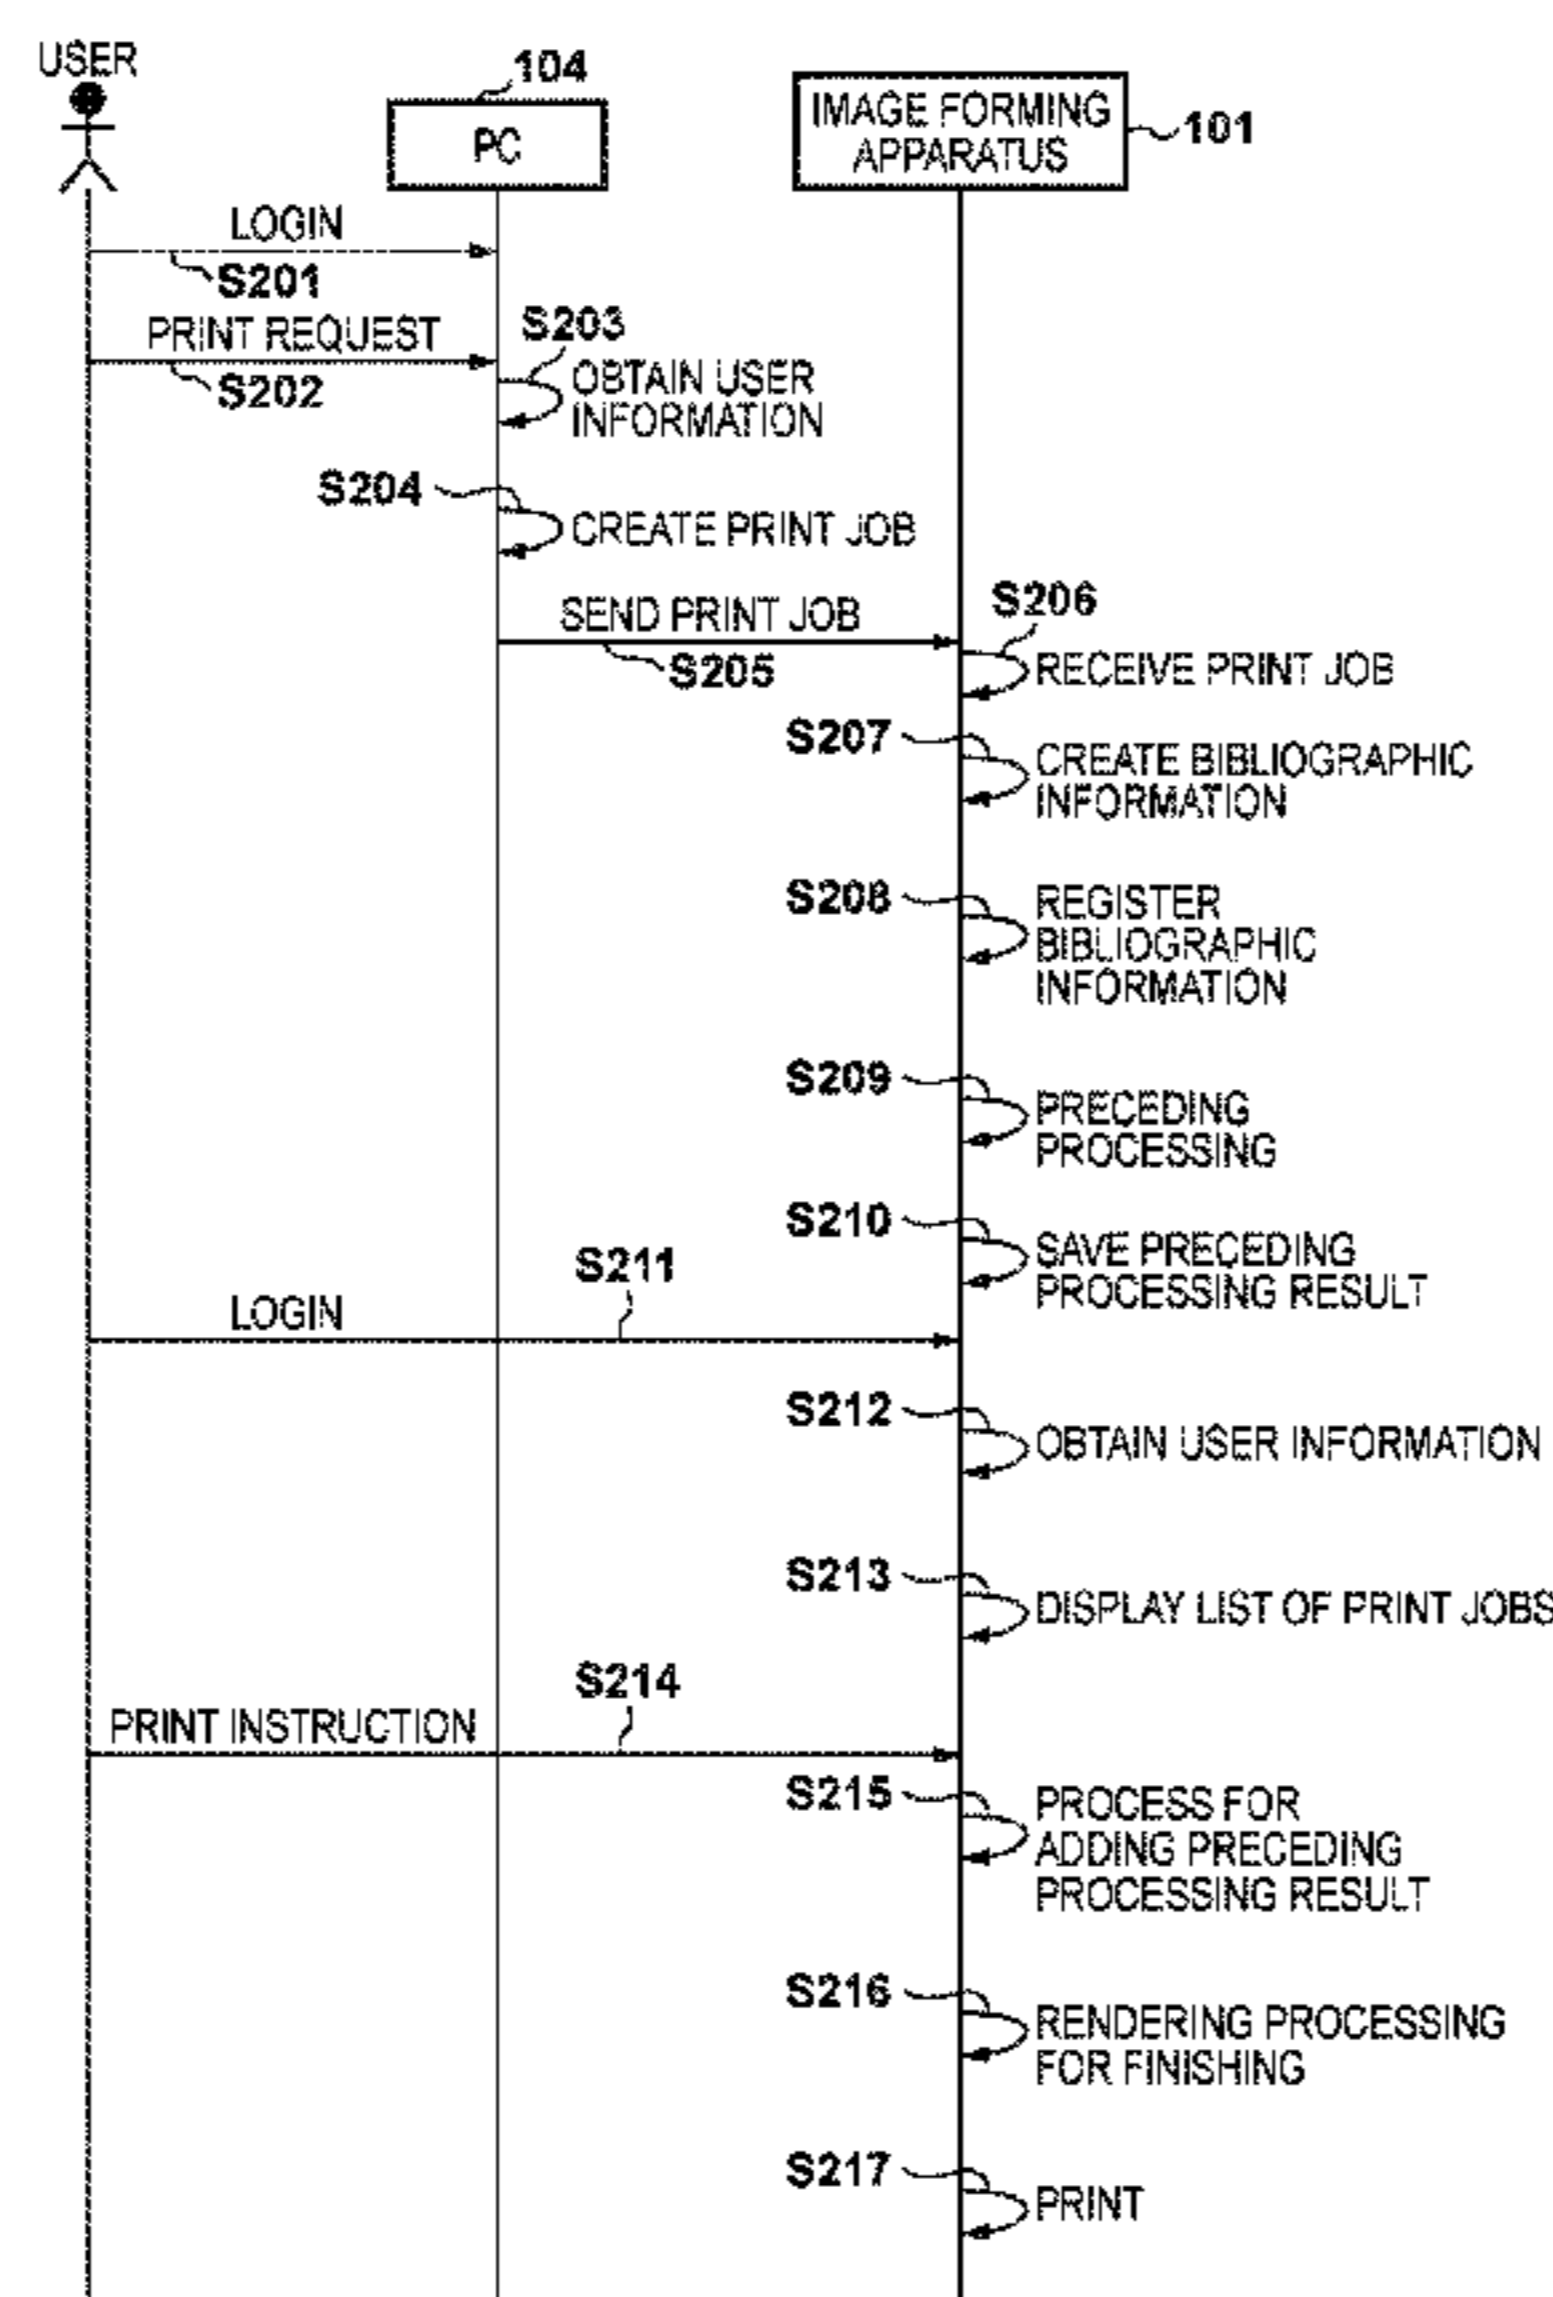 USER
104
PC
IMAGE FORMING
APPARATUS
101
LOGIN
S201
PRINT REQUEST
S202
S203
OBTAIN USER
INFORMATION
S204
CREATE PRINT JOB
SEND PRINT JOB
S205
S206
RECEIVE PRINT JOB
S207
CREATE BIBLIOGRAPHIC
INFORMATION
S208
REGISTER
BIBLIOGRAPHIC
INFORMATION
S209
PRECEDING
PROCESSING
S210
SAVE PRECEDING
PROCESSING RESULT
S211
LOGIN
S212
OBTAIN USER INFORMATION
S213
DISPLAY LIST OF PRINT JOBS
S214
PRINT INSTRUCTION
S215
PROCESS FOR
ADDING PRECEDING
PROCESSING RESULT
S216
RENDERING PROCESSING
FOR FINISHING
S217
PRINT